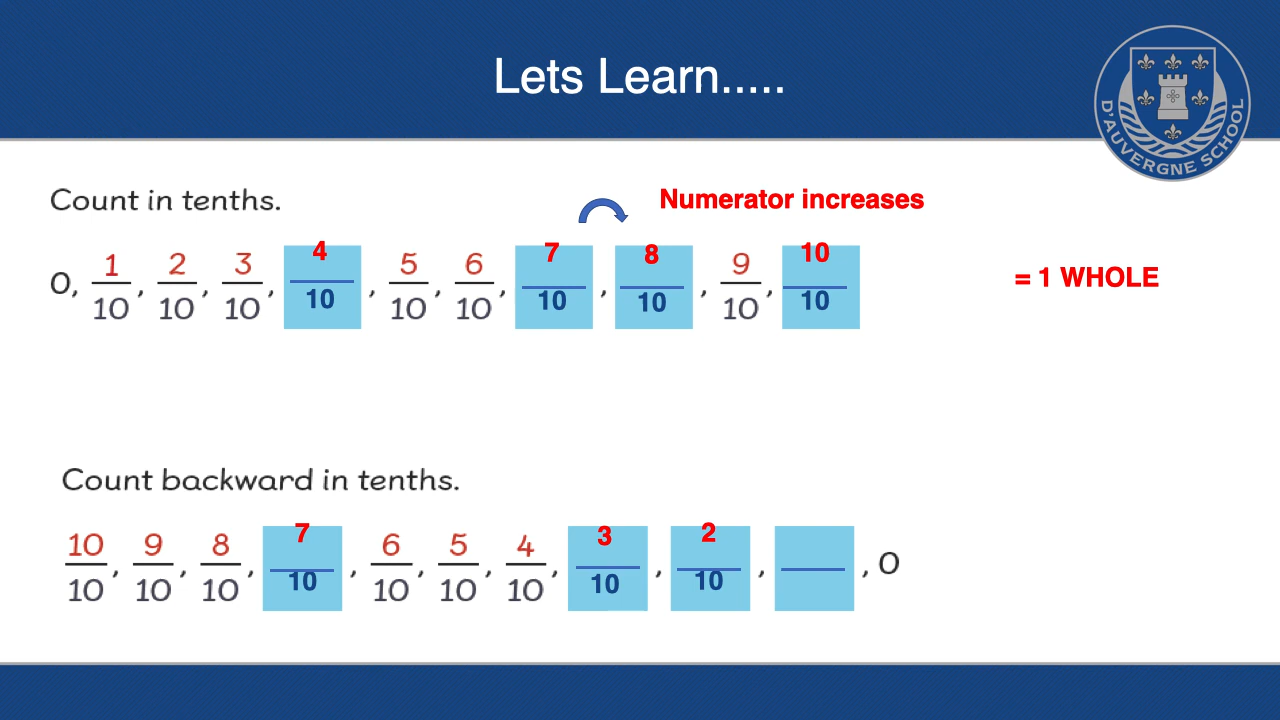 Lets Learn.....
D'AUVERGNE SCHOOL
Count in tenths.
Numerator increases
0, 1/10, 2/10, 3/10, 4/10, 5/10, 6/10, 7/10, 8/10, 9/10, 10/10
= 1 WHOLE
Count backward in tenths.
10/10, 9/10, 8/10, 7/10, 6/10, 5/10, 4/10, 3/10, 2/10, __, 0